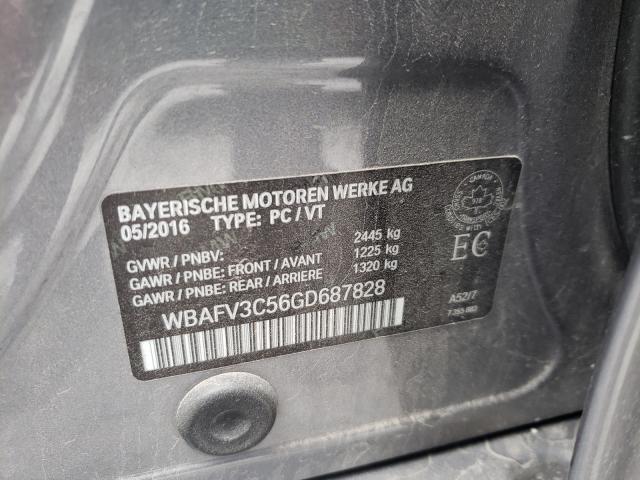 BAYERISCHE MOTOREN WERKE AG
05/2016 TYPE: PC / VT
GVWR / PNBV: 2445 kg
GAWR / PNBE: FRONT / AVANT 1225 kg
GAWR / PNBE: REAR / ARRIERE 1320 kg
WBAFV3C56GD687828
CANADA
EC
A52/7